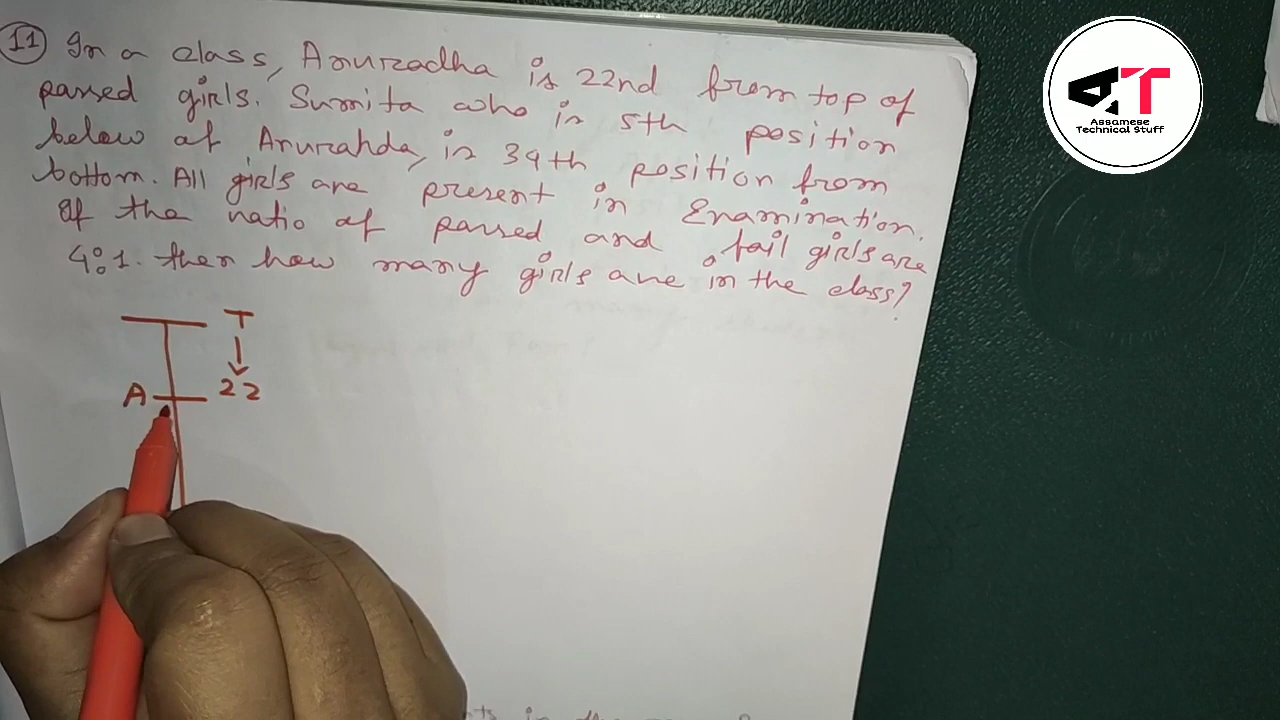 11 In a class, Anuradha is 22nd from top of
passed girls. Sumita who is 5th position
below of Anurahda, is 34th position from
bottom. All girls are present in Examination.
If the ratio of passed and fail girls are
4:1. then how many girls are in the class?
T
A 22
AT
Assamese
Technical Stuff